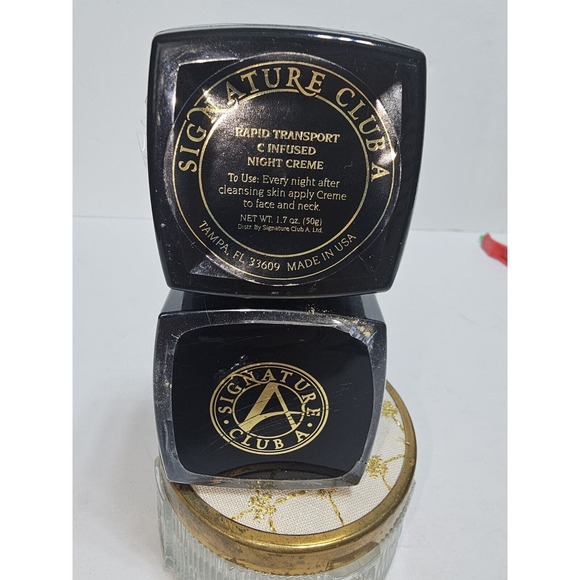 SIGNATURE CLUB A
RAPID TRANSPORT
C INFUSED
NIGHT CREME
To Use: Every night after
cleansing skin apply Creme
to face and neck.
NET WT. 1.7 oz. (50g)
Distr. By Signature Club A. Ltd.
TAMPA, FL 33609 MADE IN USA
SIGNATURE
A
CLUB A